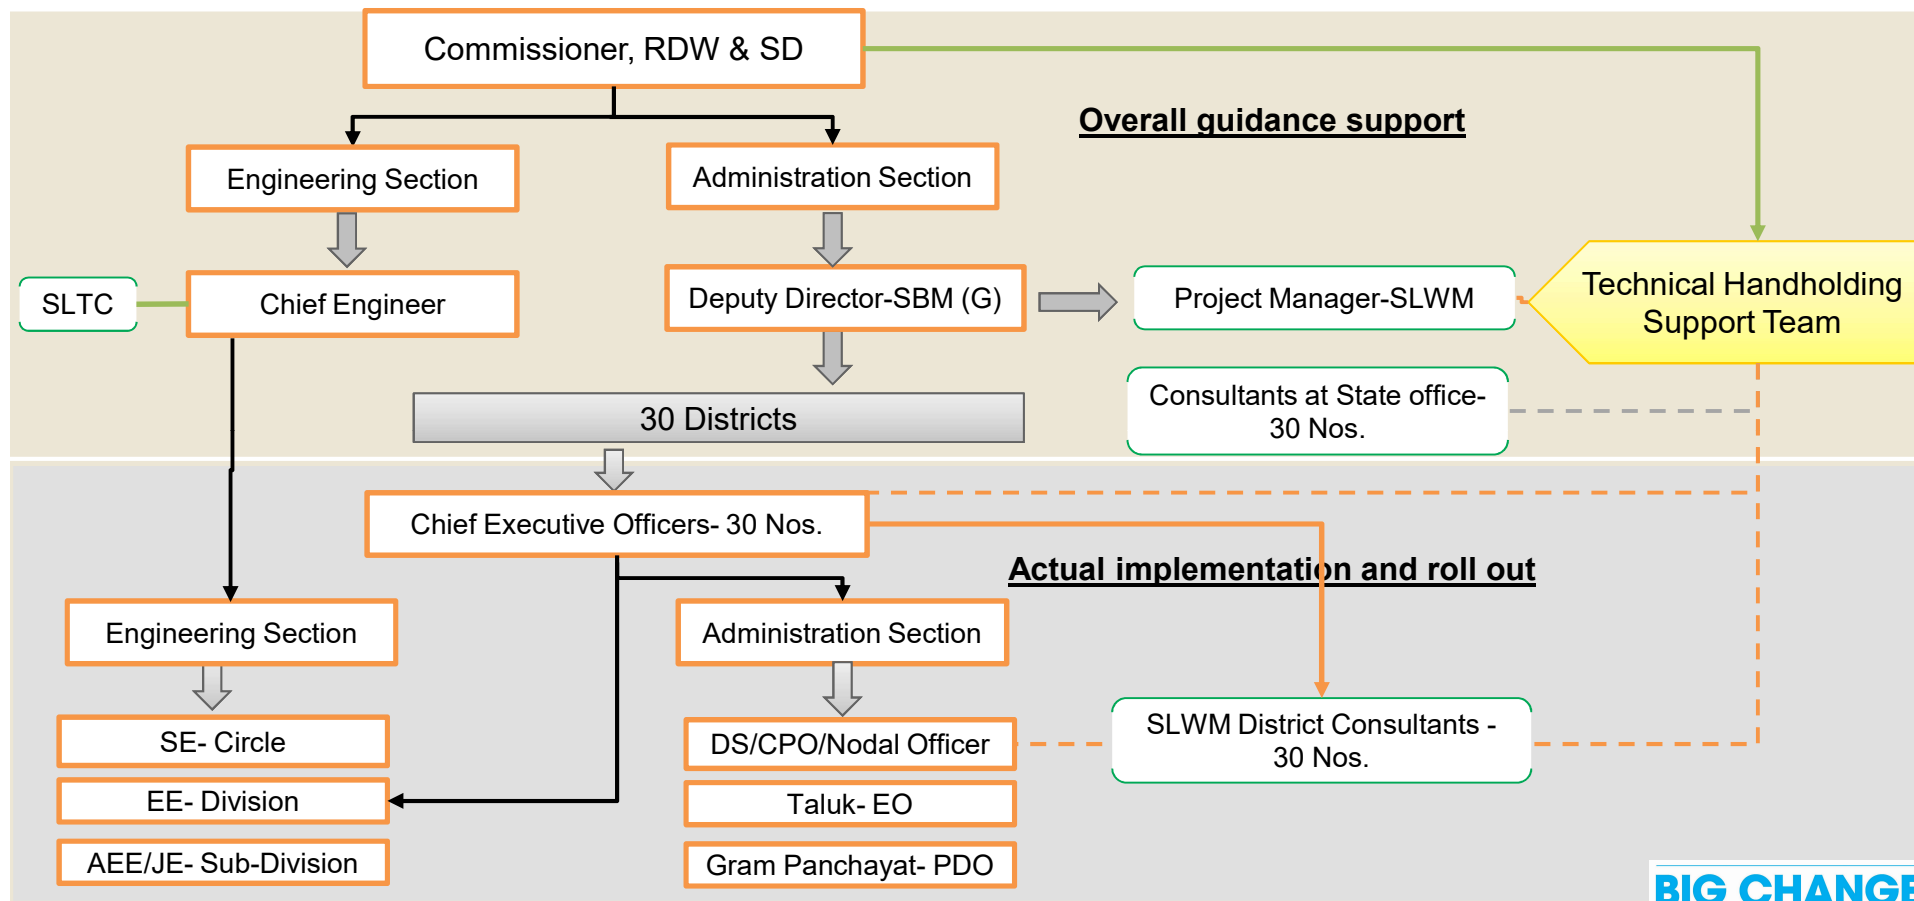 Commissioner, RDW & SD
Overall guidance support
Engineering Section
Administration Section
SLTC
Chief Engineer
Deputy Director-SBM (G)
Project Manager-SLWM
Technical Handholding
Support Team
Consultants at State office-
30 Nos.
30 Districts
Chief Executive Officers- 30 Nos.
Actual implementation and roll out
Engineering Section
Administration Section
SE- Circle
DS/CPO/Nodal Officer
SLWM District Consultants -
30 Nos.
EE- Division
Taluk- EO
AEE/JE- Sub-Division
Gram Panchayat- PDO
BIG CHANGE